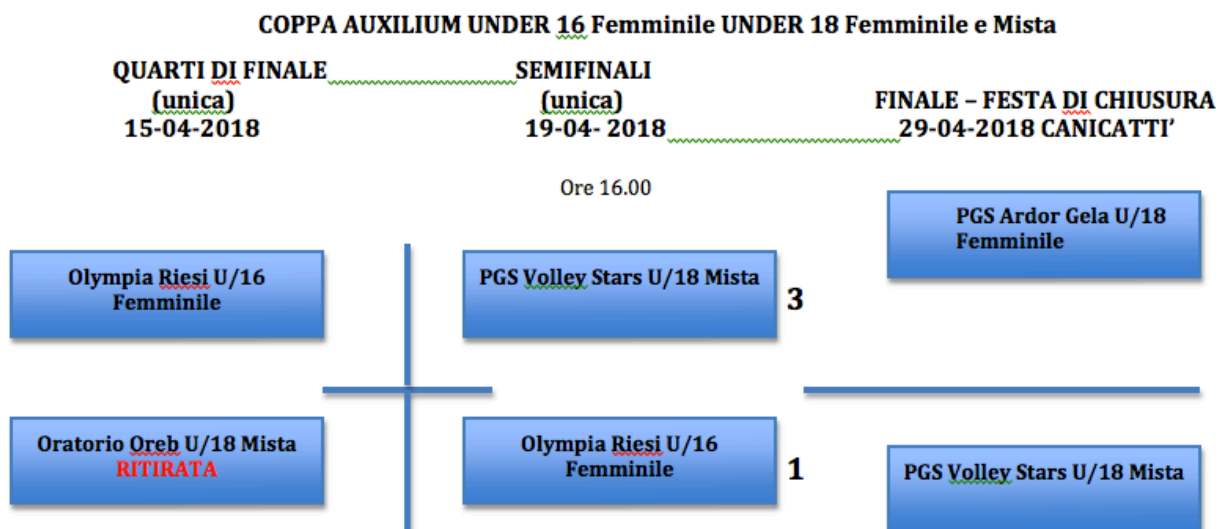 COPPA AUXILIUM UNDER 16 Femminile UNDER 18 Femminile e Mista
QUARTI DI FINALE SEMIFINALI
(unica) (unica) FINALE – FESTA DI CHIUSURA
15-04-2018 19-04- 2018 29-04-2018 CANICATTI’
Ore 16.00
PGS Ardor Gela U/18
Femminile
Olympia Riesi U/16
Femminile
PGS Volley Stars U/18 Mista
3
Oratorio Oreb U/18 Mista
RITIRATA
Olympia Riesi U/16
Femminile
1
PGS Volley Stars U/18 Mista